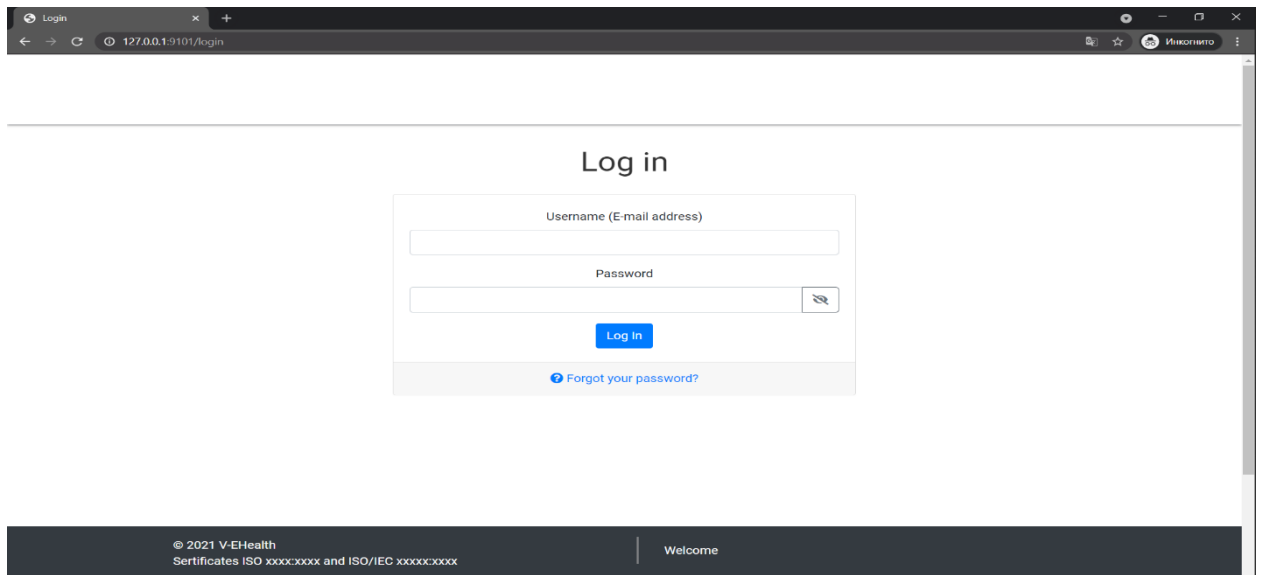 Login
127.0.0.1:9101/login
Инкогнито
Log in
Username (E-mail address)
Password
Log In
Forgot your password?
© 2021 V-EHealth
Sertificates ISO xxxx:xxxx and ISO/IEC xxxxx:xxxx
Welcome